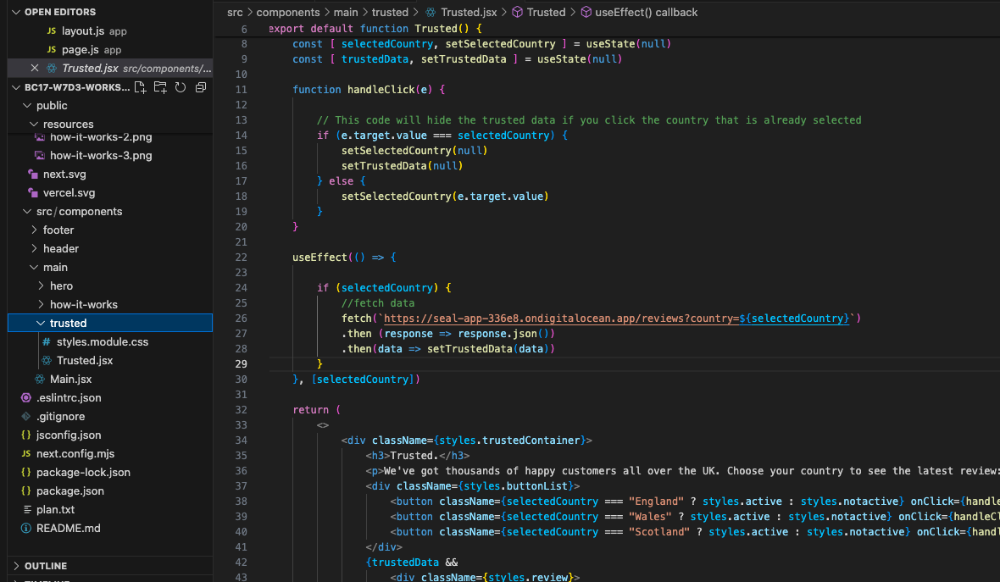 OPEN EDITORS
JS layout.js app
JS page.js app
Trusted.jsx src/components/...
BC17-W7D3-WORKS...
public
resources
how-it-works-2.png
how-it-works-3.png
next.svg
vercel.svg
src/components
footer
header
main
hero
how-it-works
trusted
# styles.module.css
Trusted.jsx
Main.jsx
.eslintrc.json
.gitignore
{} jsconfig.json
JS next.config.mjs
{} package-lock.json
{} package.json
plan.txt
README.md
OUTLINE
src > components > main > trusted > Trusted.jsx > Trusted > useEffect() callback
6 export default function Trusted() {
8 const [ selectedCountry, setSelectedCountry ] = useState(null)
9 const [ trustedData, setTrustedData ] = useState(null)
10
11 function handleClick(e) {
12
13 // This code will hide the trusted data if you click the country that is already selected
14 if (e.target.value === selectedCountry) {
15 setSelectedCountry(null)
16 setTrustedData(null)
17 } else {
18 setSelectedCountry(e.target.value)
19 }
20 }
21
22 useEffect(() => {
23
24 if (selectedCountry) {
25 //fetch data
26 fetch(`https://seal-app-336e8.ondigitalocean.app/reviews?country=${selectedCountry}`)
27 .then (response => response.json())
28 .then(data => setTrustedData(data))
29 }
30 }, [selectedCountry])
31
32 return (
33 <>
34 <div className={styles.trustedContainer}>
35 <h3>Trusted.</h3>
36 <p>We've got thousands of happy customers all over the UK. Choose your country to see the latest review:
37 <div className={styles.buttonList}>
38 <button className={selectedCountry === "England" ? styles.active : styles.notactive} onClick={handle
39 <button className={selectedCountry === "Wales" ? styles.active : styles.notactive} onClick={handleCl
40 <button className={selectedCountry === "Scotland" ? styles.active : styles.notactive} onClick={hand
41 </div>
42 {trustedData &&
43 <div className={styles.review}>